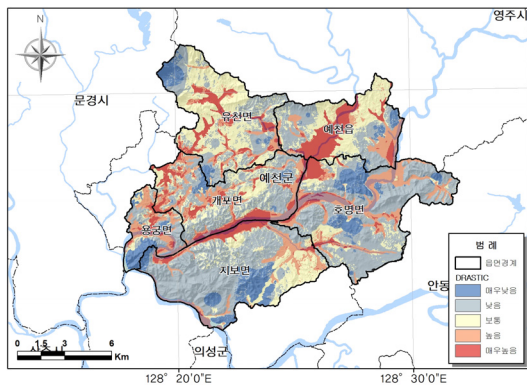 영주시
N
문경시
유천면
예천읍
예천군
개포면
호명면
용궁면
지보면
범 례
읍면경계
DRASTIC
매우낮음
낮음
보통
높음
매우높음
안동
0 1.5 3 6
Km
의성군
128°20'0"E
128°30'0"E